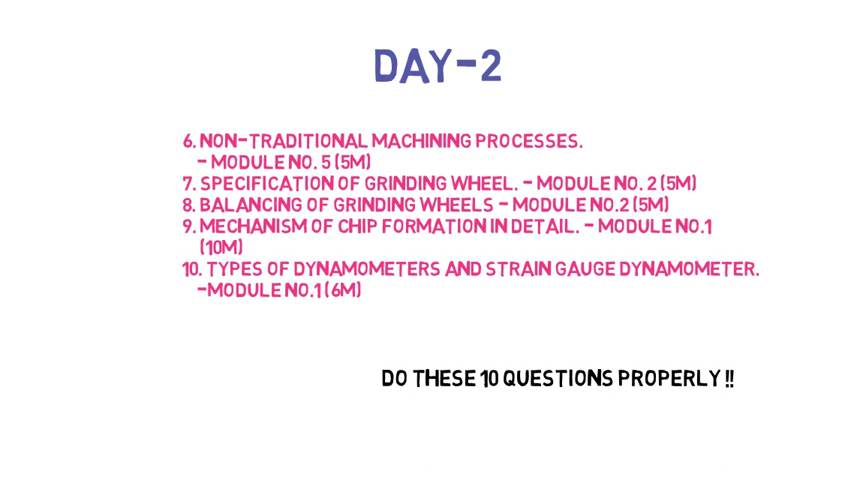 DAY-2
6. NON-TRADITIONAL MACHINING PROCESSES.
- MODULE NO. 5 (5M)
7. SPECIFICATION OF GRINDING WHEEL. - MODULE NO. 2 (5M)
8. BALANCING OF GRINDING WHEELS - MODULE NO.2 (5M)
9. MECHANISM OF CHIP FORMATION IN DETAIL. - MODULE NO.1
(10M)
10. TYPES OF DYNAMOMETERS AND STRAIN GAUGE DYNAMOMETER.
-MODULE NO.1 (6M)
DO THESE 10 QUESTIONS PROPERLY !!